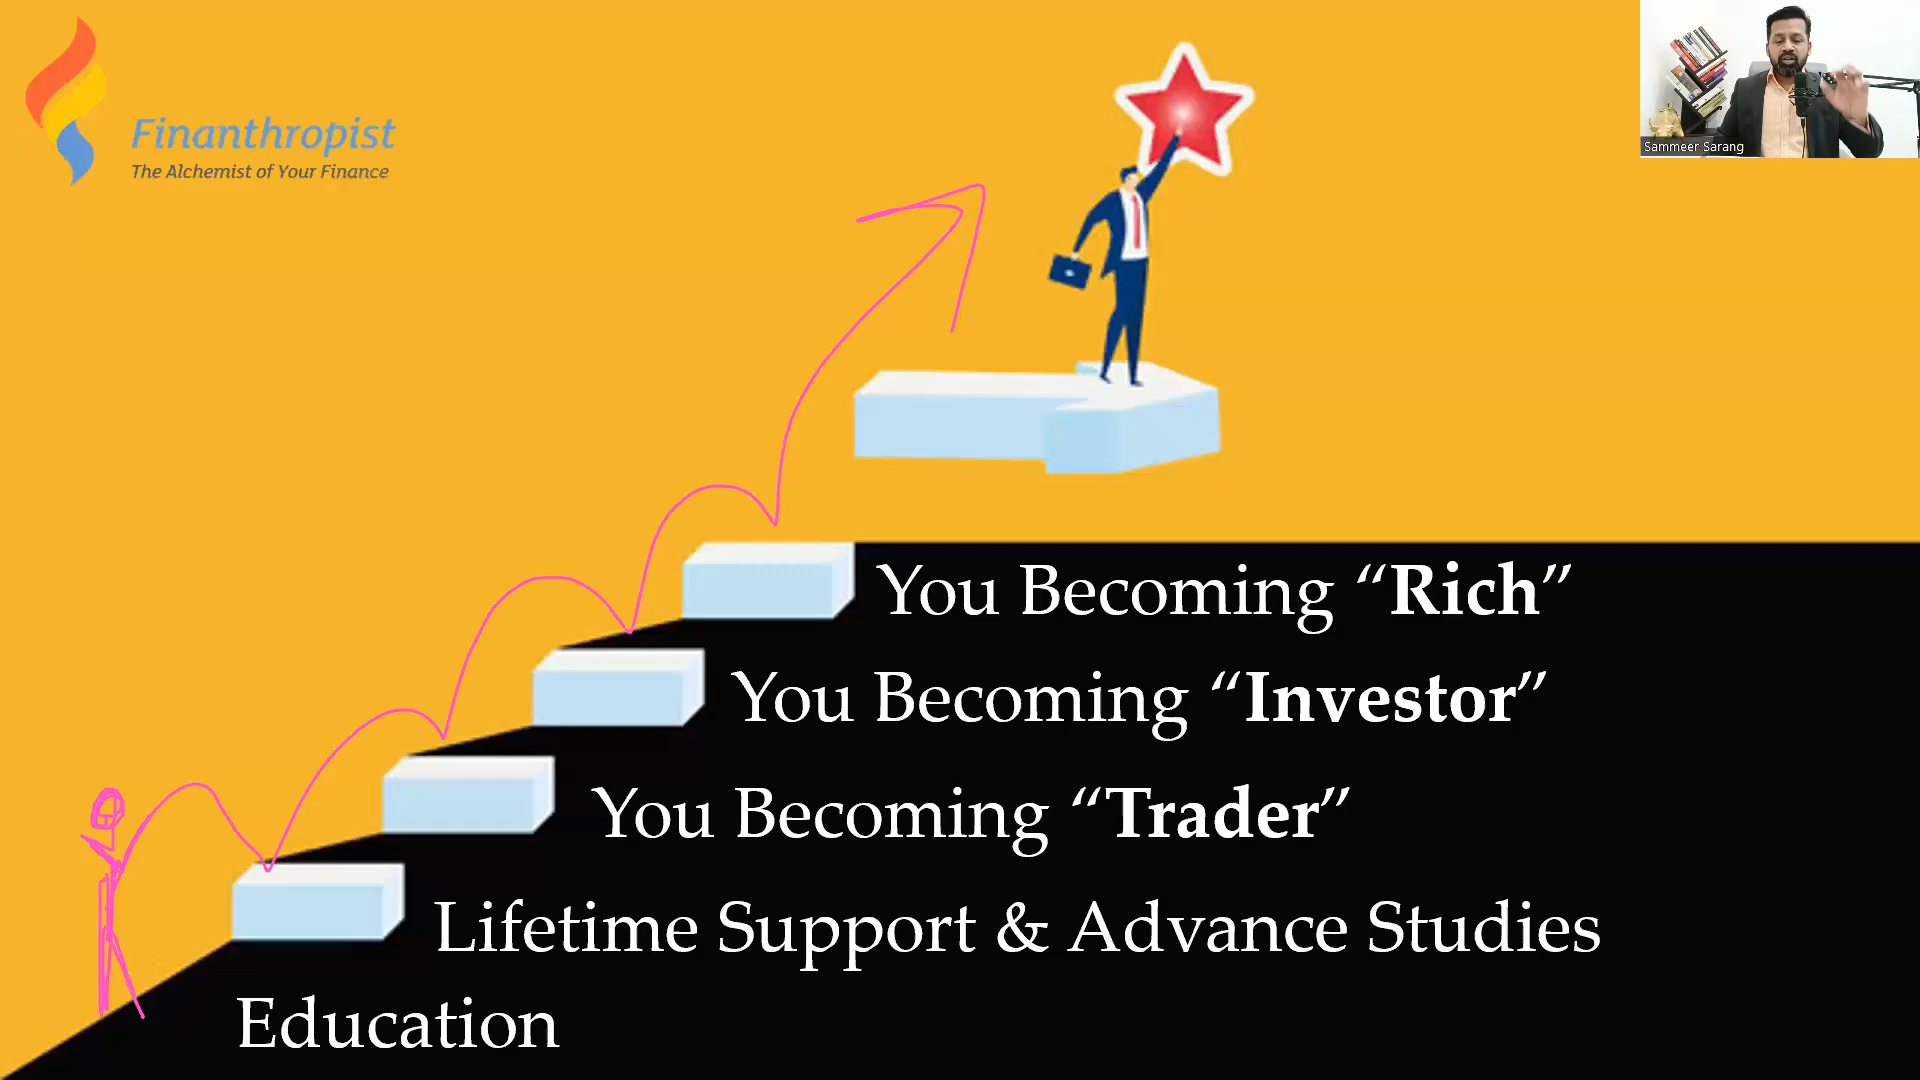 Finanthropist
The Alchemist of Your Finance
Sammeer Sarang
You Becoming “Rich”
You Becoming “Investor”
You Becoming “Trader”
Lifetime Support & Advance Studies
Education